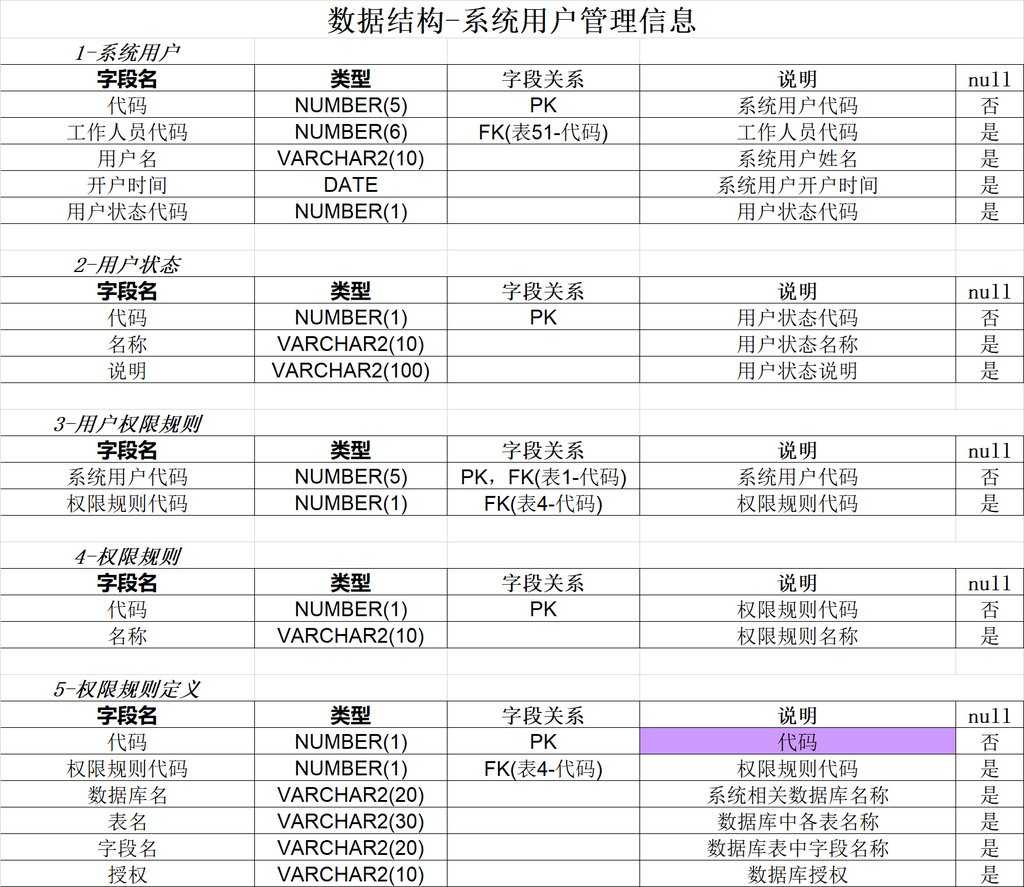 数据结构-系统用户管理信息
1-系统用户
字段名 类型 字段关系 说明 null
代码 NUMBER(5) PK 系统用户代码 否
工作人员代码 NUMBER(6) FK(表51-代码) 工作人员代码 是
用户名 VARCHAR2(10) 系统用户姓名 是
开户时间 DATE 系统用户开户时间 是
用户状态代码 NUMBER(1) 用户状态代码 是
2-用户状态
字段名 类型 字段关系 说明 null
代码 NUMBER(1) PK 用户状态代码 否
名称 VARCHAR2(10) 用户状态名称 是
说明 VARCHAR2(100) 用户状态说明 是
3-用户权限规则
字段名 类型 字段关系 说明 null
系统用户代码 NUMBER(5) PK，FK(表1-代码) 系统用户代码 否
权限规则代码 NUMBER(1) FK(表4-代码) 权限规则代码 是
4-权限规则
字段名 类型 字段关系 说明 null
代码 NUMBER(1) PK 权限规则代码 否
名称 VARCHAR2(10) 权限规则名称 是
5-权限规则定义
字段名 类型 字段关系 说明 null
代码 NUMBER(1) PK 代码 否
权限规则代码 NUMBER(1) FK(表4-代码) 权限规则代码 是
数据库名 VARCHAR2(20) 系统相关数据库名称 是
表名 VARCHAR2(30) 数据库中各表名称 是
字段名 VARCHAR2(20) 数据库表中字段名称 是
授权 VARCHAR2(10) 数据库授权 是